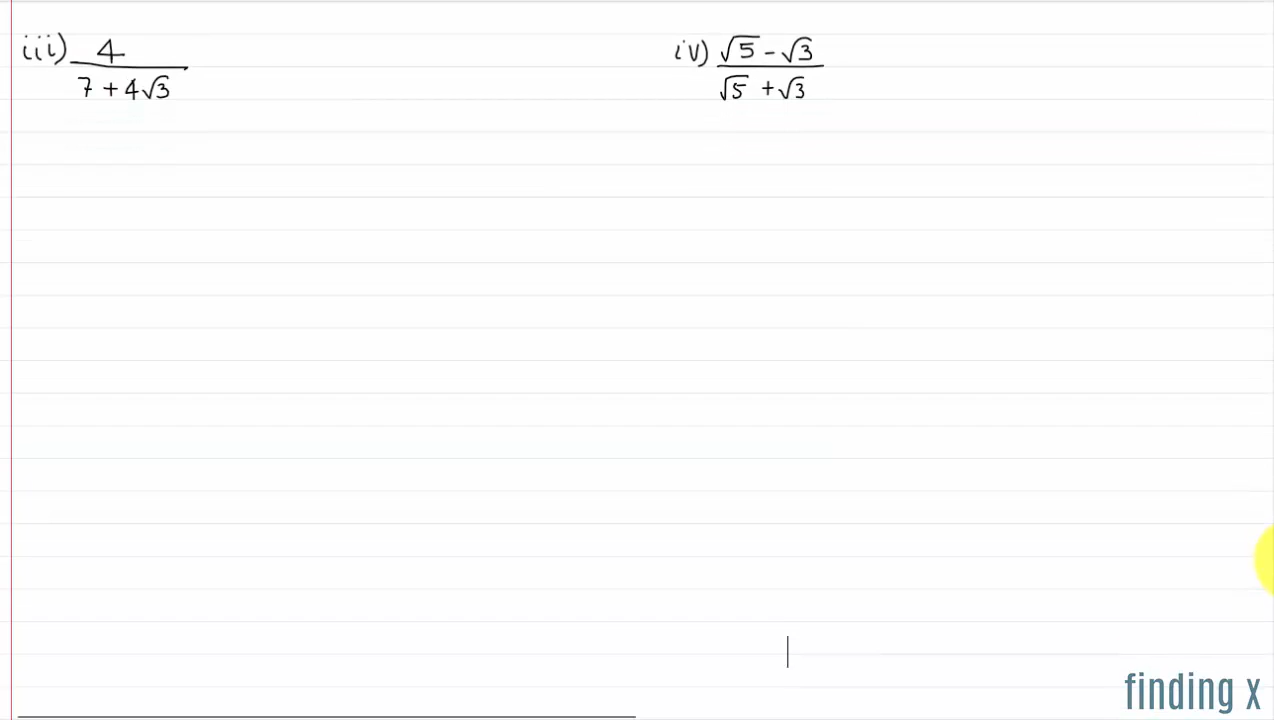 iii) 4 / 7 + 4√3
iv) √5 - √3 / √5 + √3
finding x